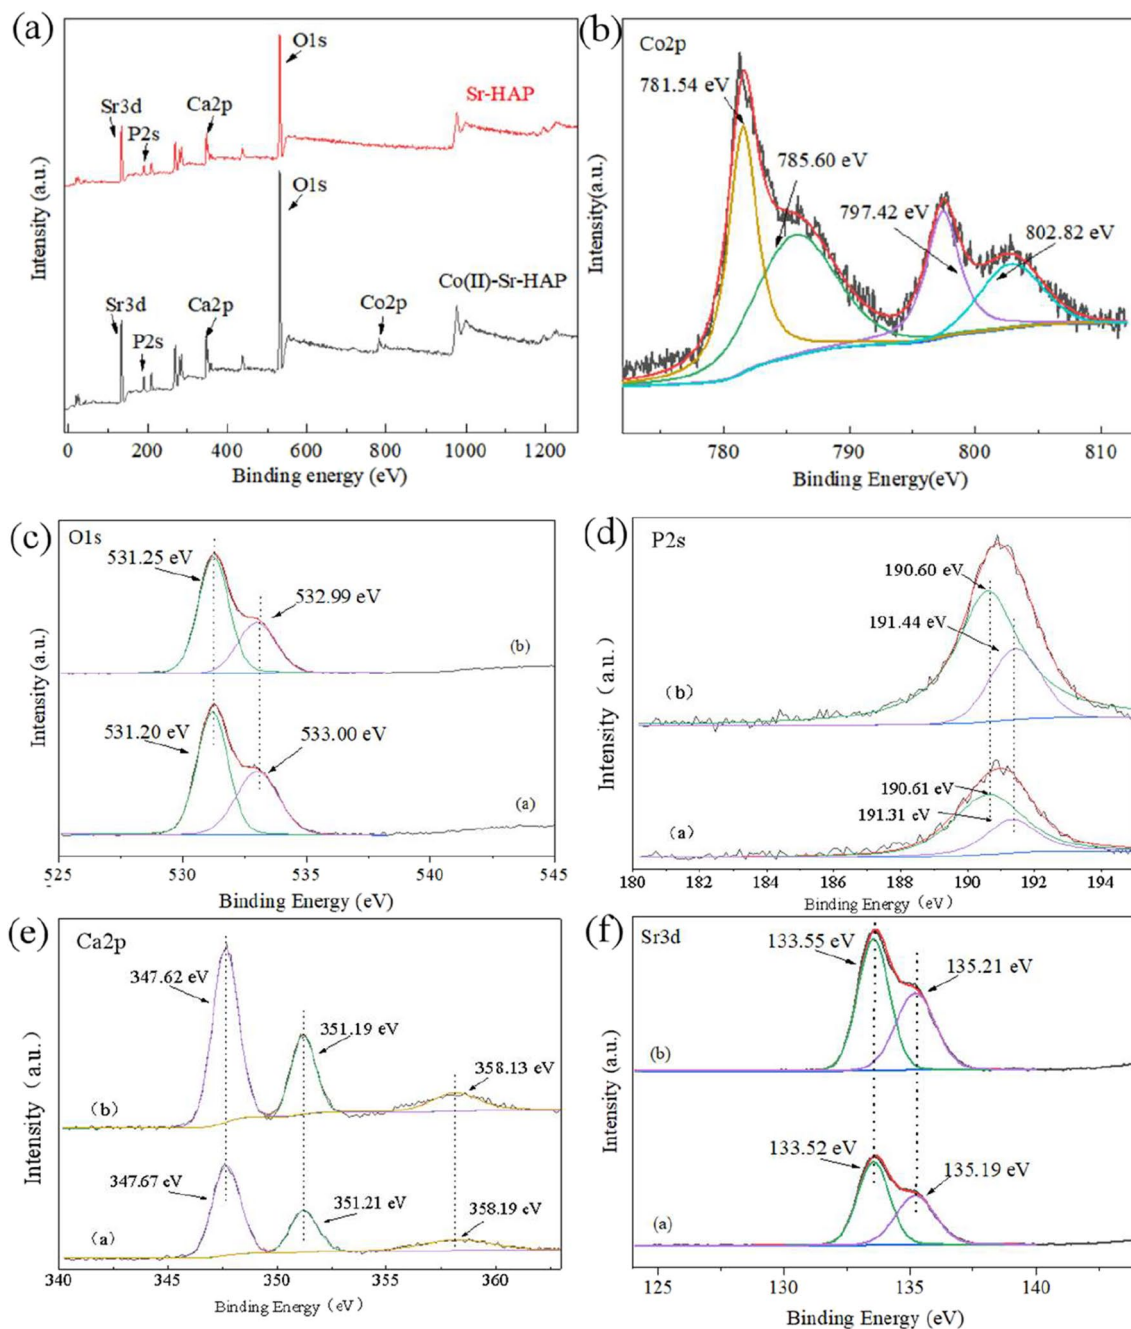 (a)
O1s
Sr-HAP
Sr3d
Ca2p
P2s
O1s
Co(II)-Sr-HAP
Sr3d
Ca2p
Co2p
P2s
Intensity (a.u.)
0 200 400 600 800 1000 1200
Binding energy (eV)
(b)
Co2p
781.54 eV
785.60 eV
797.42 eV
802.82 eV
Intensity(a.u.)
780 790 800 810
Binding Energy(eV)
(c)
O1s
531.25 eV
532.99 eV
(b)
531.20 eV
533.00 eV
(a)
Intensity (a.u.)
525 530 535 540 545
Binding Energy (eV)
(d)
P2s
190.60 eV
191.44 eV
(b)
190.61 eV
191.31 eV
(a)
Intensity (a.u.)
180 182 184 186 188 190 192 194
Binding Energy (eV)
(e)
Ca2p
347.62 eV
351.19 eV
358.13 eV
(b)
347.67 eV
351.21 eV
358.19 eV
(a)
Intensity (a.u.)
340 345 350 355 360
Binding Energy (eV)
(f)
Sr3d
133.55 eV
135.21 eV
(b)
133.52 eV
135.19 eV
(a)
Intensity (a.u.)
125 130 135 140
Binding Energy (eV)